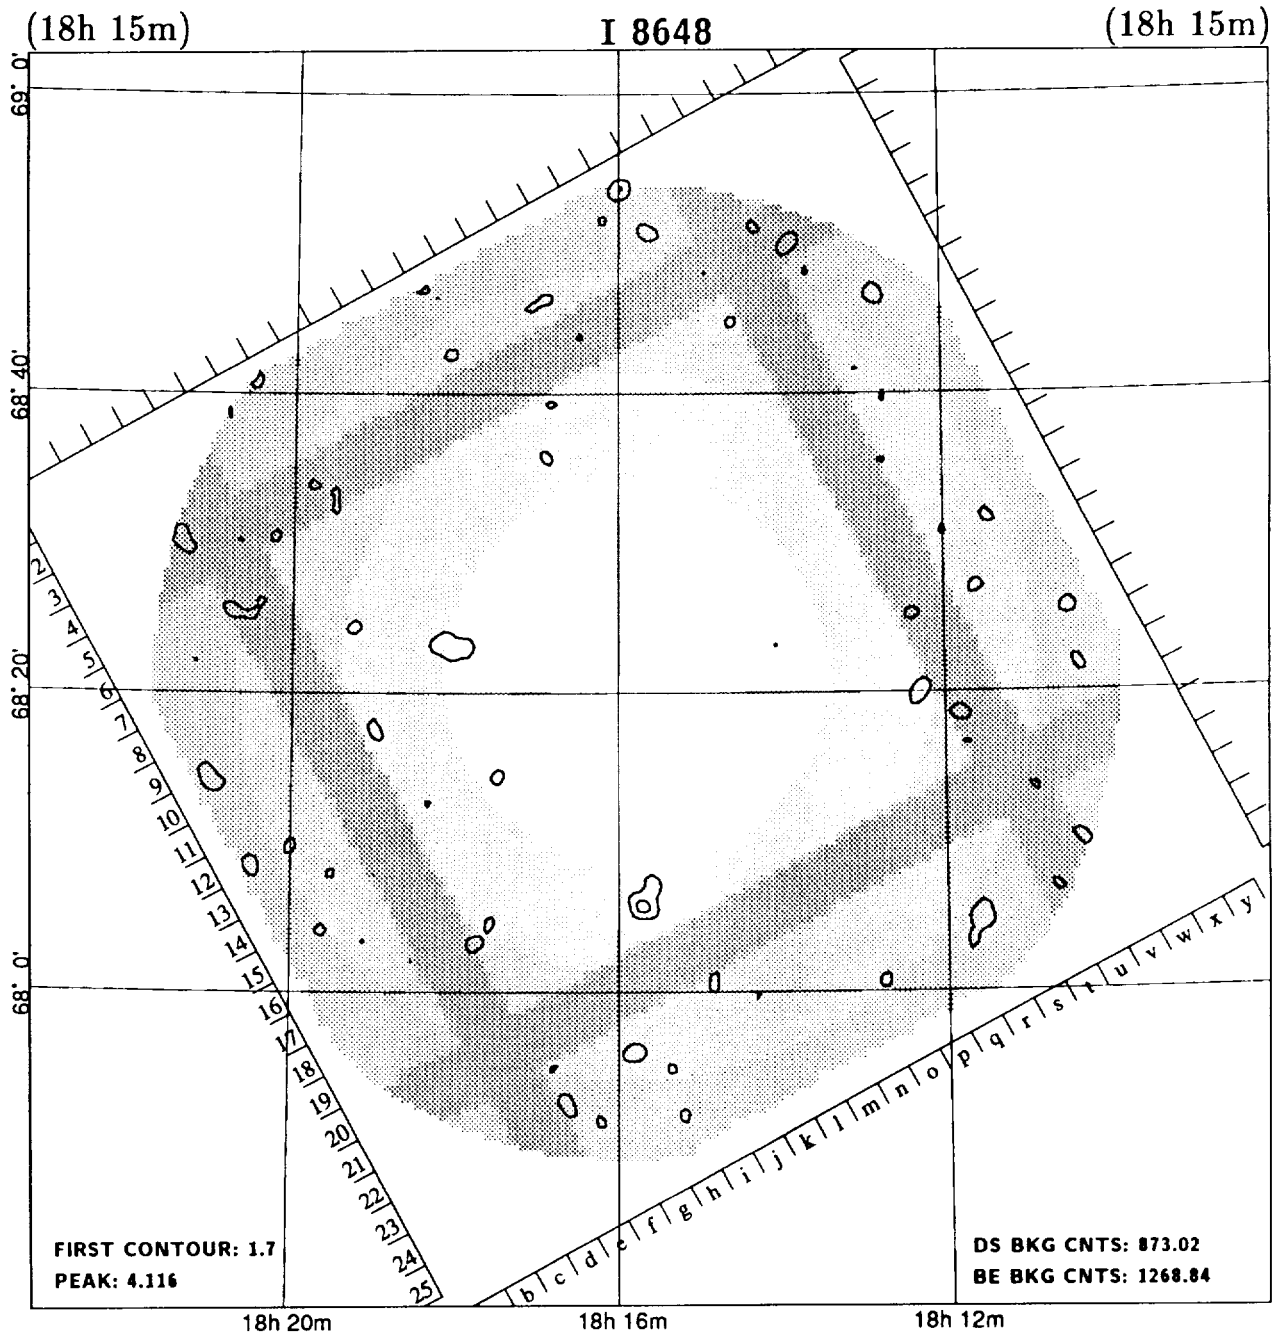 (18h 15m)
I 8648
(18h 15m)
69° 0'
68° 40'
68° 20'
68° 0'
2
3
4
5
6
7
8
9
10
11
12
13
14
15
16
17
18
19
20
21
22
23
24
25
b c d e f g h i j k l m n o p q r s t u v w x y
FIRST CONTOUR: 1.7
PEAK: 4.116
DS BKG CNTS: 873.02
BE BKG CNTS: 1268.84
18h 20m
18h 16m
18h 12m